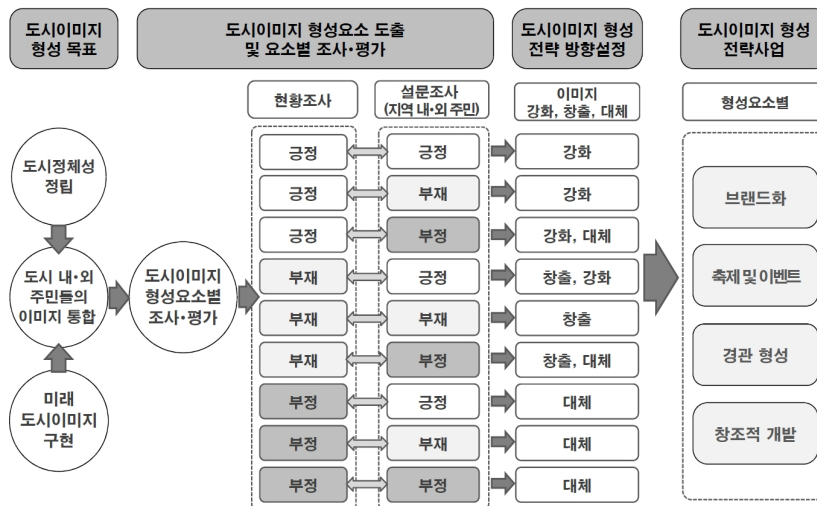 도시이미지
형성 목표
도시이미지 형성요소 도출
및 요소별 조사·평가
도시이미지 형성
전략 방향설정
도시이미지 형성
전략사업
현황조사
설문조사
(지역 내·외 주민)
이미지
강화, 창출, 대체
형성요소별
도시정체성
정립
도시 내·외
주민들의
이미지 통합
미래
도시이미지
구현
도시이미지
형성요소별
조사·평가
긍정 긍정 강화
긍정 부재 강화
긍정 부정 강화, 대체
부재 긍정 창출, 강화
부재 부재 창출
부재 부정 창출, 대체
부정 긍정 대체
부정 부재 대체
부정 부정 대체
브랜드화
축제 및 이벤트
경관 형성
창조적 개발